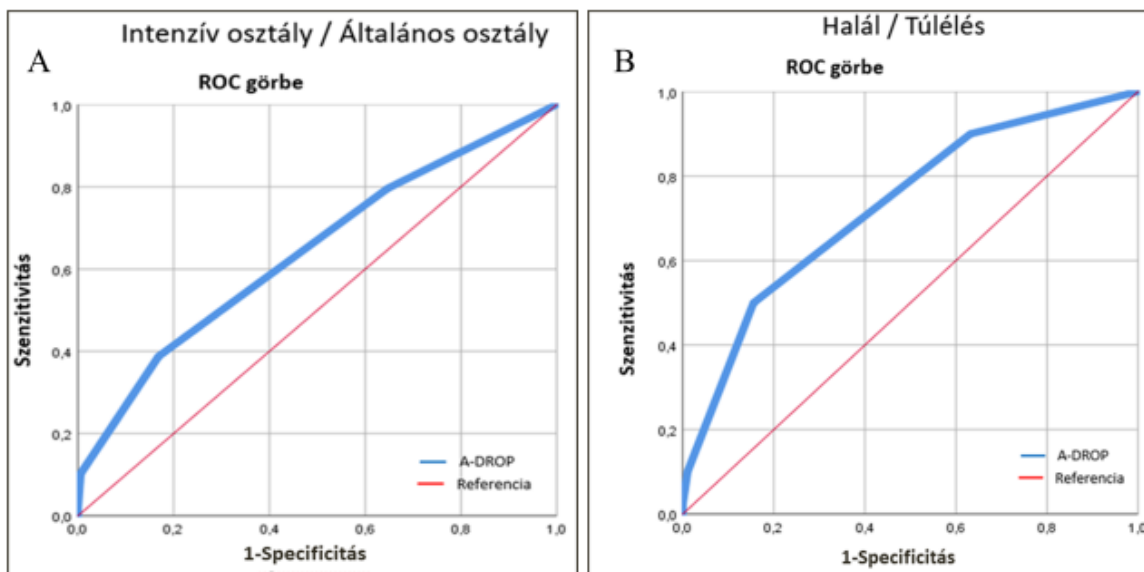 Intenzív osztály / Általános osztály
A
ROC görbe
1,0
0,8
0,6
0,4
0,2
0,0
0,0 0,2 0,4 0,6 0,8 1,0
Szenzitivitás
1-Specificitás
A-DROP
Referencia
Halál / Túlélés
B
ROC görbe
1,0
0,8
0,6
0,4
0,2
0,0
0,0 0,2 0,4 0,6 0,8 1,0
Szenzitivitás
1-Specificitás
A-DROP
Referencia